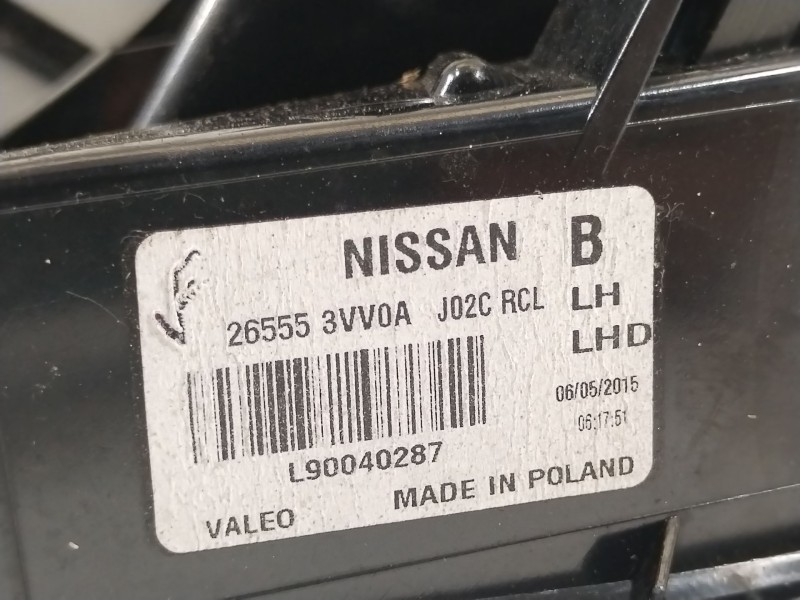 NISSAN B
26555 3VV0A J02C RCL LH
LHD
06/05/2015
06:17:51
L90040287
VALEO MADE IN POLAND